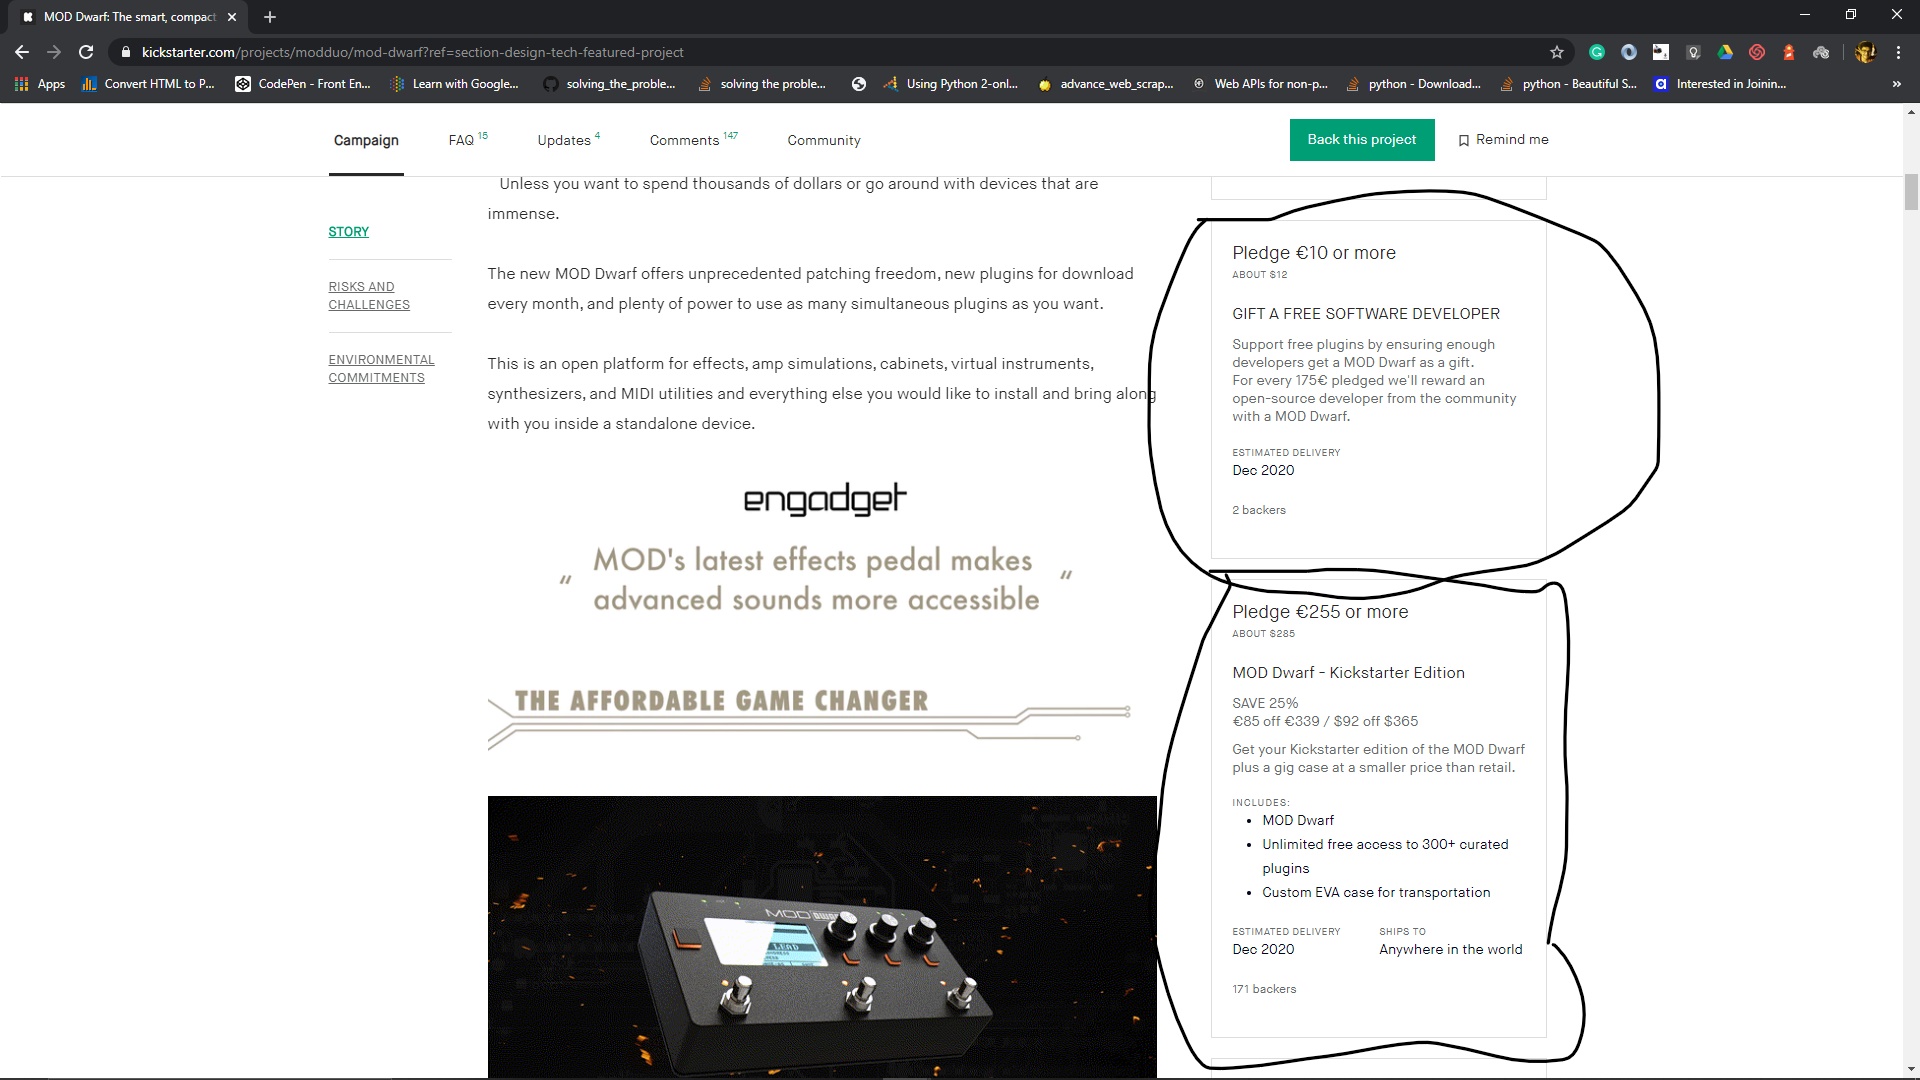 MOD Dwarf: The smart, compact
kickstarter.com/projects/modduo/mod-dwarf?ref=section-design-tech-featured-project
Apps
Convert HTML to P...
CodePen - Front En...
Learn with Google...
solving_the_proble...
solving the proble...
Using Python 2-onl...
advance_web_scrap...
Web APIs for non-p...
python - Download...
python - Beautiful S...
Interested in Joinin...
»
Campaign
FAQ 15
Updates 4
Comments 147
Community
Back this project
Remind me
STORY
RISKS AND
CHALLENGES
ENVIRONMENTAL
COMMITMENTS
Unless you want to spend thousands of dollars or go around with devices that are
immense.
The new MOD Dwarf offers unprecedented patching freedom, new plugins for download
every month, and plenty of power to use as many simultaneous plugins as you want.
This is an open platform for effects, amp simulations, cabinets, virtual instruments,
synthesizers, and MIDI utilities and everything else you would like to install and bring along
with you inside a standalone device.
engadget
" MOD's latest effects pedal makes "
advanced sounds more accessible
THE AFFORDABLE GAME CHANGER
MOD DWARF
LEAD
Pledge €10 or more
ABOUT $12
GIFT A FREE SOFTWARE DEVELOPER
Support free plugins by ensuring enough
developers get a MOD Dwarf as a gift.
For every 175€ pledged we'll reward an
open-source developer from the community
with a MOD Dwarf.
ESTIMATED DELIVERY
Dec 2020
2 backers
Pledge €255 or more
ABOUT $285
MOD Dwarf - Kickstarter Edition
SAVE 25%
€85 off €339 / $92 off $365
Get your Kickstarter edition of the MOD Dwarf
plus a gig case at a smaller price than retail.
INCLUDES:
• MOD Dwarf
• Unlimited free access to 300+ curated
plugins
• Custom EVA case for transportation
ESTIMATED DELIVERY
Dec 2020
SHIPS TO
Anywhere in the world
171 backers